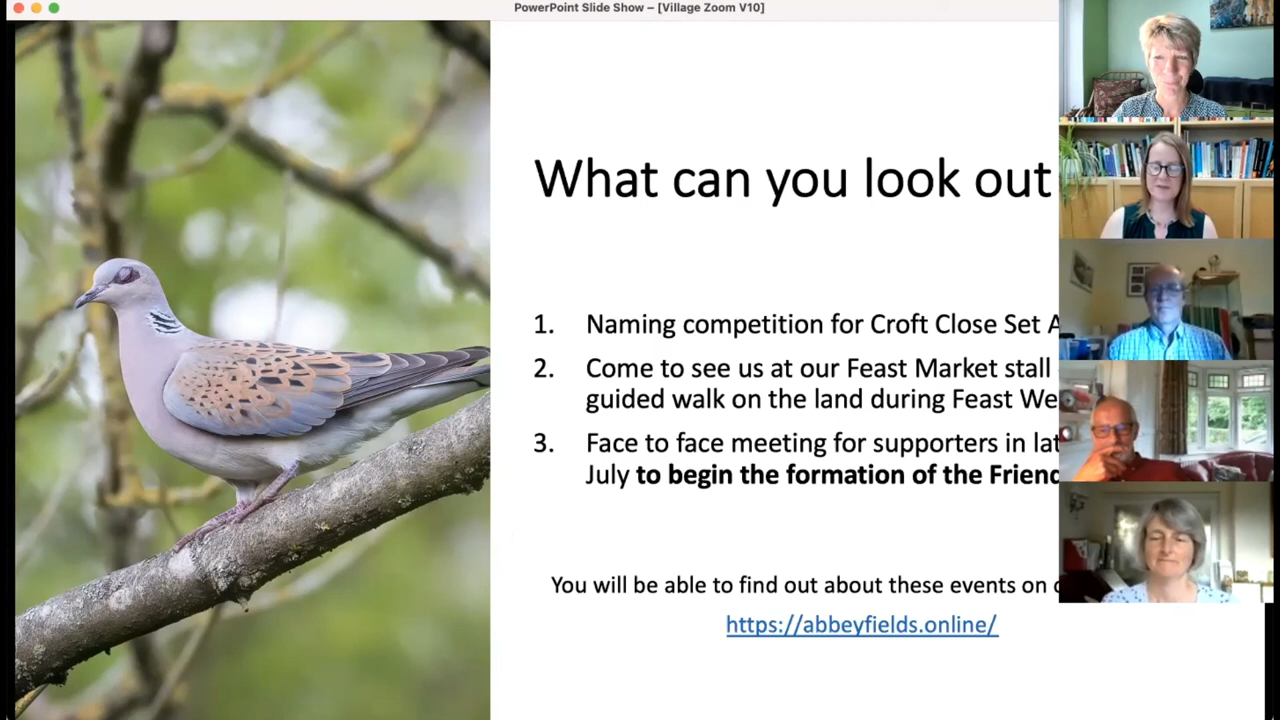 PowerPoint Slide Show – [Village Zoom V10]
What can you look out
1. Naming competition for Croft Close Set A
2. Come to see us at our Feast Market stall
guided walk on the land during Feast We
3. Face to face meeting for supporters in lat
July to begin the formation of the Friend
You will be able to find out about these events on
https://abbeyfields.online/